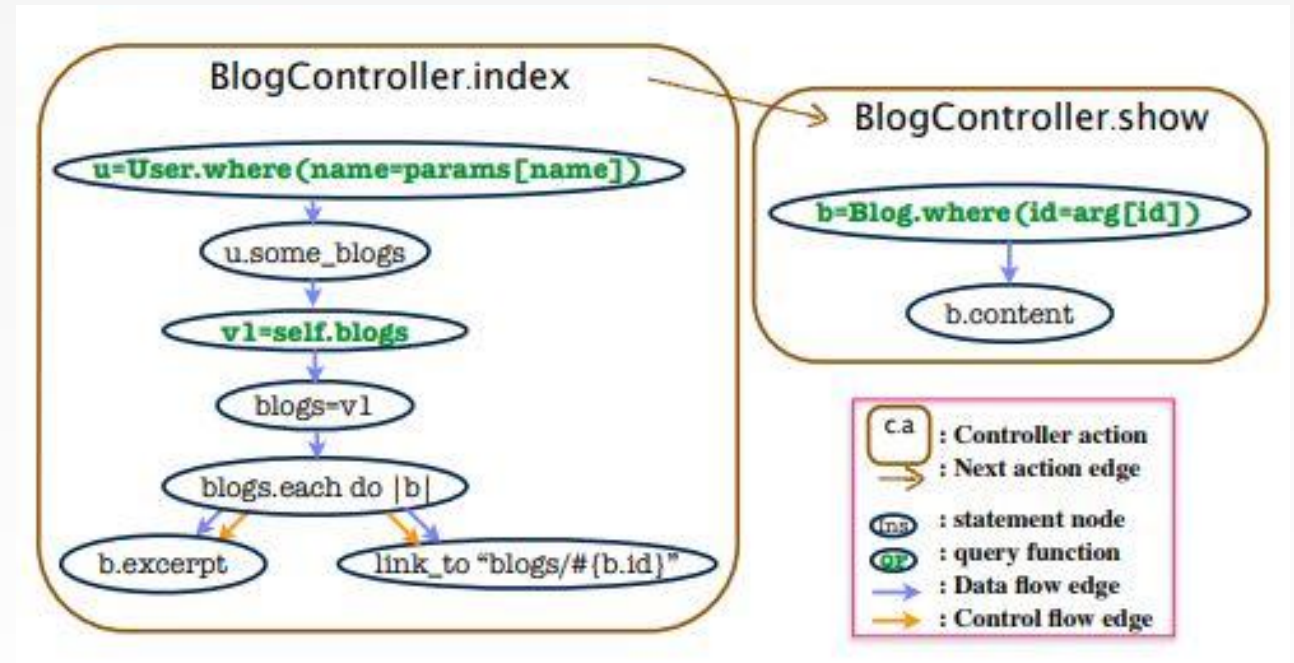 BlogController.index
u=User.where(name=params[name])
u.some_blogs
v1=self.blogs
blogs=v1
blogs.each do |b|
b.excerpt
link_to “blogs/#{b.id}”
BlogController.show
b=Blog.where(id=arg[id])
b.content
c.a : Controller action
: Next action edge
: statement node
: query function
: Data flow edge
: Control flow edge